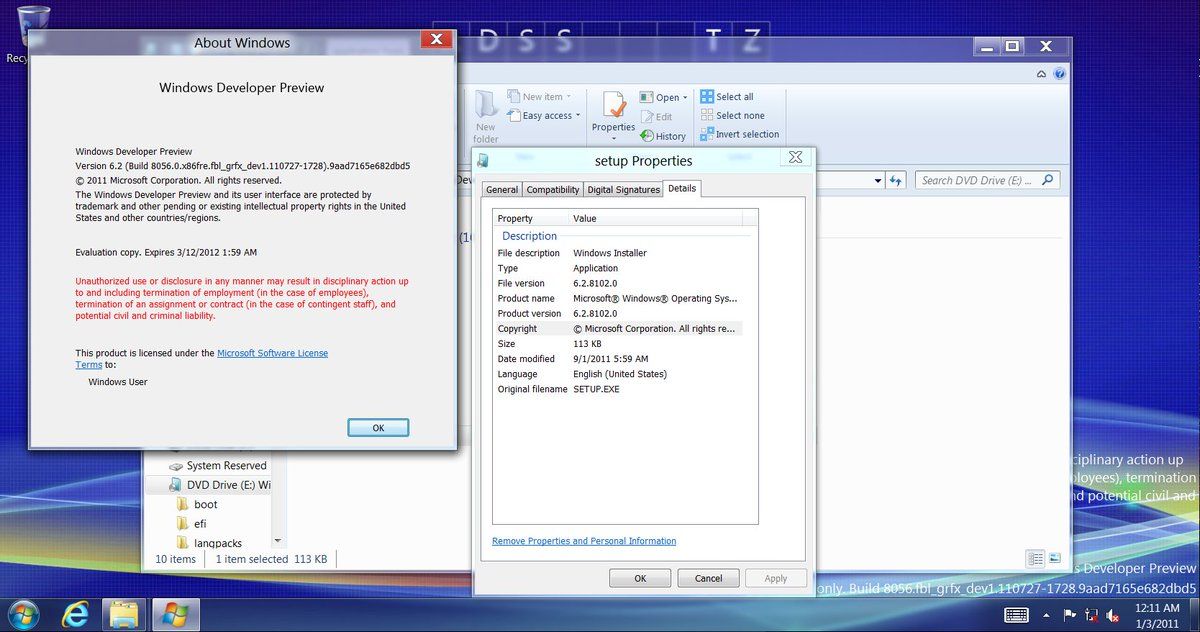 Recy
D S S T Z
About Windows
Windows Developer Preview
Windows Developer Preview
Version 6.2 (Build 8056.0.x86fre.fbl_grfx_dev1.110727-1728).9aad7165e682dbd5
© 2011 Microsoft Corporation. All rights reserved.
The Windows Developer Preview and its user interface are protected by
trademark and other pending or existing intellectual property rights in the United
States and other countries/regions.
Evaluation copy. Expires 3/12/2012 1:59 AM
Unauthorized use or disclosure in any manner may result in disciplinary action up
to and including termination of employment (in the case of employees),
termination of an assignment or contract (in the case of contingent staff), and
potential civil and criminal liability.
This product is licensed under the Microsoft Software License
Terms to:
Windows User
OK
New folder
New item
Easy access
Properties
Open
Edit
History
Select all
Select none
Invert selection
Search DVD Drive (E:) ...
setup Properties
General Compatibility Digital Signatures Details
Property Value
Description
File description Windows Installer
Type Application
File version 6.2.8102.0
Product name Microsoft® Windows® Operating Sys...
Product version 6.2.8102.0
Copyright © Microsoft Corporation. All rights re...
Size 113 KB
Date modified 9/1/2011 5:59 AM
Language English (United States)
Original filename SETUP.EXE
Remove Properties and Personal Information
OK Cancel Apply
System Reserved
DVD Drive (E:) Wi
boot
efi
langpacks
10 items 1 item selected 113 KB
ciplinary action up
ployees), termination
nd potential civil and
s Developer Preview
only. Build 8056.fbl_grfx_dev1.110727-1728.9aad7165e682dbd5
12:11 AM
1/3/2011